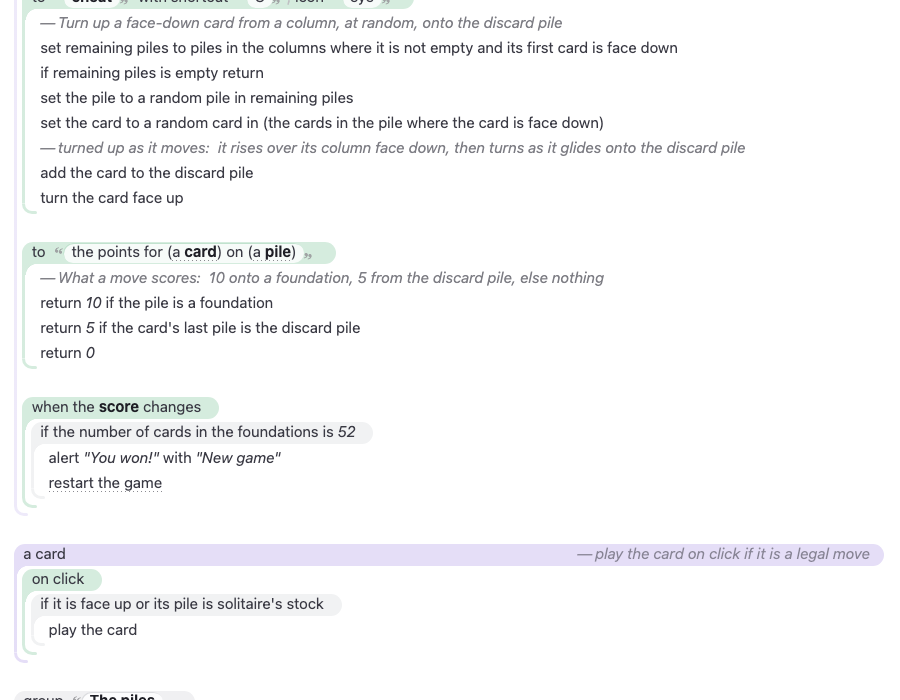 to “ cheat ” with shortcut “ C ” , icon “ eye ”
— Turn up a face-down card from a column, at random, onto the discard pile
set remaining piles to piles in the columns where it is not empty and its first card is face down
if remaining piles is empty return
set the pile to a random pile in remaining piles
set the card to a random card in (the cards in the pile where the card is face down)
— turned up as it moves: it rises over its column face down, then turns as it glides onto the discard pile
add the card to the discard pile
turn the card face up
to “ the points for (a card) on (a pile) ”
— What a move scores: 10 onto a foundation, 5 from the discard pile, else nothing
return 10 if the pile is a foundation
return 5 if the card's last pile is the discard pile
return 0
when the score changes
if the number of cards in the foundations is 52
alert "You won!" with "New game"
restart the game
a card — play the card on click if it is a legal move
on click
if it is face up or its pile is solitaire's stock
play the card
group “ The piles